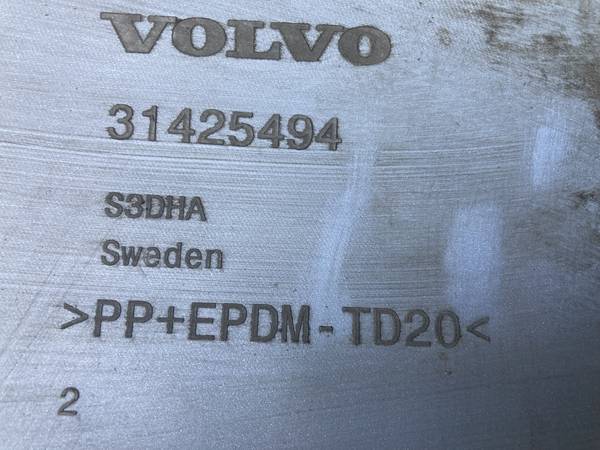 VOLVO
31425494
S3DHA
Sweden
>PP+EPDM-TD20<
2